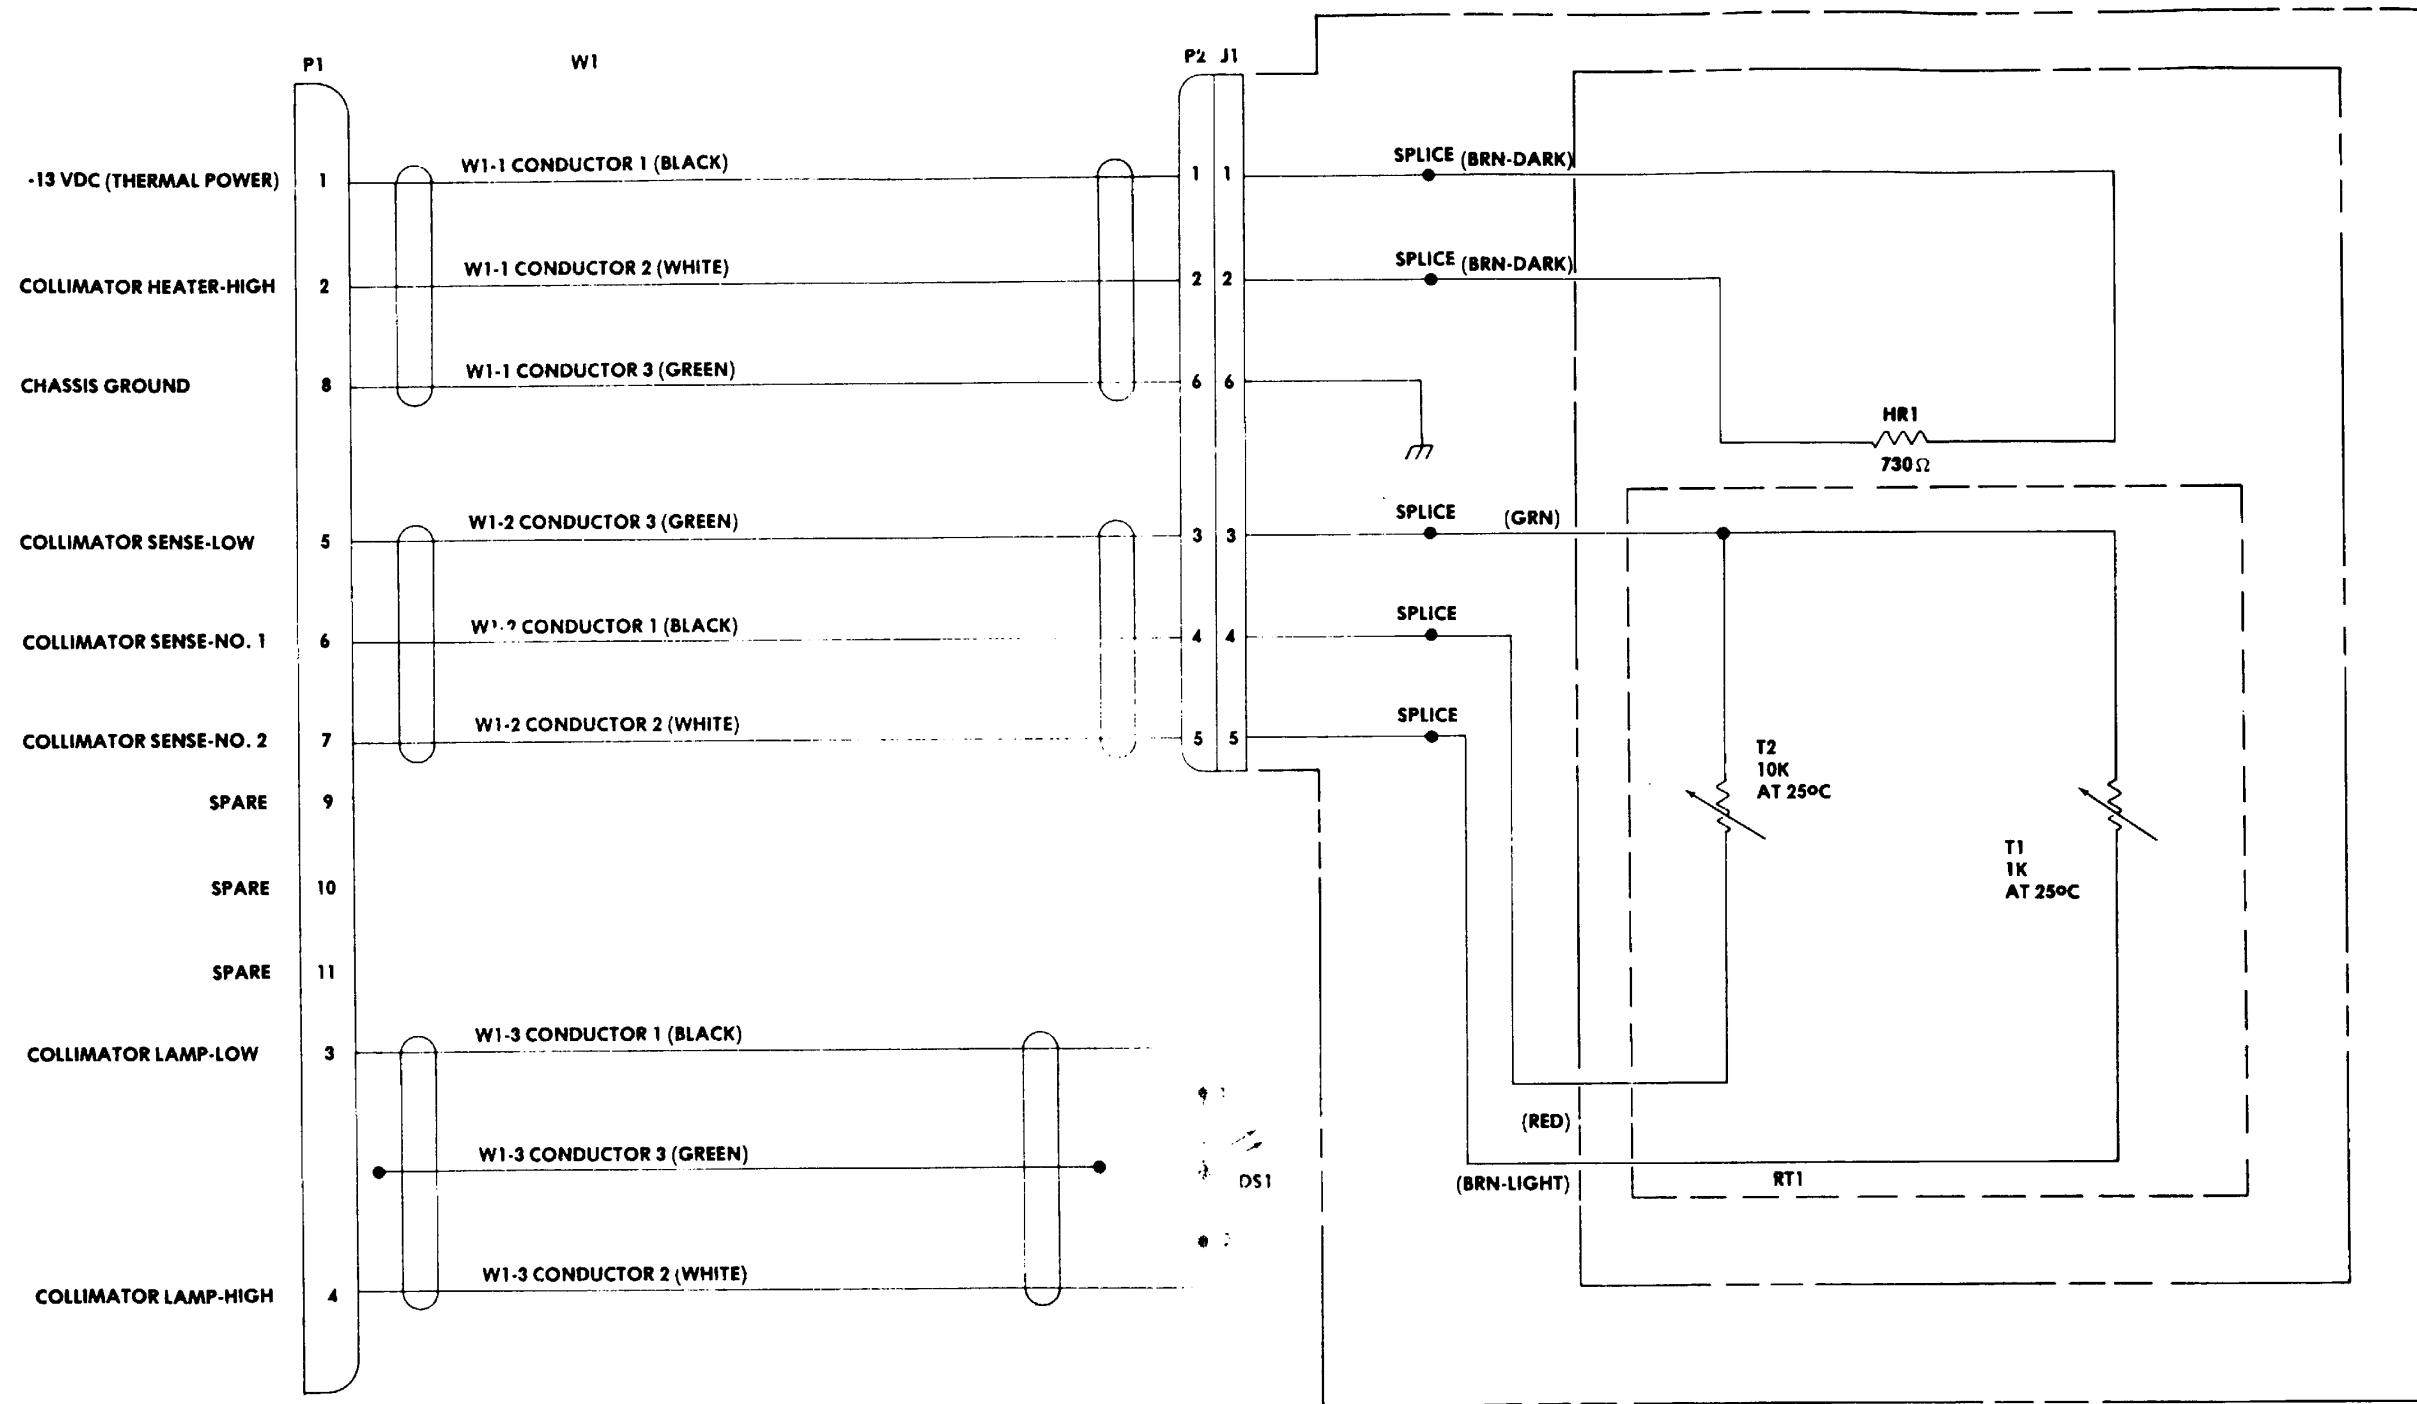 P1
W1
P2 J1
-13 VDC (THERMAL POWER)
1
W1-1 CONDUCTOR 1 (BLACK)
1 1
SPLICE (BRN-DARK)
COLLIMATOR HEATER-HIGH
2
W1-1 CONDUCTOR 2 (WHITE)
2 2
SPLICE (BRN-DARK)
CHASSIS GROUND
8
W1-1 CONDUCTOR 3 (GREEN)
6 6
HR1
730Ω
COLLIMATOR SENSE-LOW
5
W1-2 CONDUCTOR 3 (GREEN)
3 3
SPLICE (GRN)
COLLIMATOR SENSE-NO. 1
6
W1-2 CONDUCTOR 1 (BLACK)
4 4
SPLICE
COLLIMATOR SENSE-NO. 2
7
W1-2 CONDUCTOR 2 (WHITE)
5 5
SPLICE
T2
10K
AT 25°C
T1
1K
AT 25°C
SPARE
9
SPARE
10
SPARE
11
COLLIMATOR LAMP-LOW
3
W1-3 CONDUCTOR 1 (BLACK)
(RED)
W1-3 CONDUCTOR 3 (GREEN)
DS1
(BRN-LIGHT)
RT1
COLLIMATOR LAMP-HIGH
4
W1-3 CONDUCTOR 2 (WHITE)